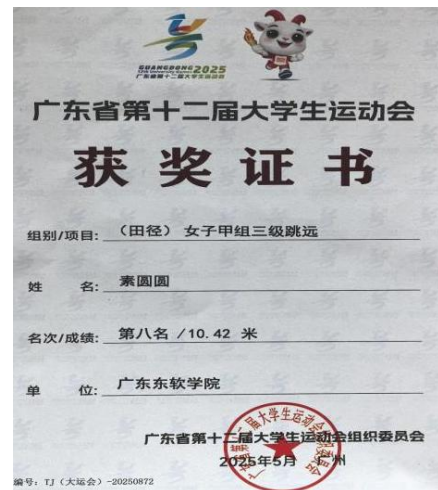 GUANGDONG 2025
12th University Games
广东省第十二届大学生运动会
广东省第十二届大学生运动会
获奖证书
组别/项目: （田径）女子甲组三级跳远
姓 名: 素圆圆
名次/成绩: 第八名 /10.42 米
单 位: 广东东软学院
广东省第十二届大学生运动会组织委员会
2025年5月 广州
编号: TJ（大运会）-20250872